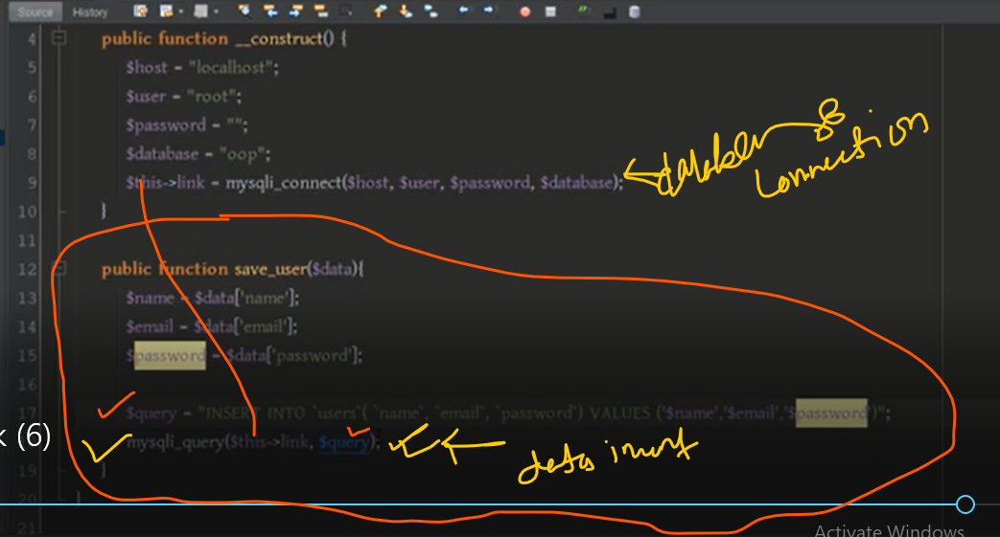 Source History
4 public function __construct() {
5 $host = "localhost";
6 $user = "root";
7 $password = "";
8 $database = "oop";
9 $this->link = mysqli_connect($host, $user, $password, $database);
connection
10 }
11
12 public function save_user($data){
13 $name = $data['name'];
14 $email = $data['email'];
15 $password = $data['password'];
16
17 $query = "INSERT INTO `users`( `name`, `email`, `password`) VALUES ('$name','$email','$password')";
k (6)
mysqli_query($this->link, $query);
data insert
19 }
20 }
21
Activate Windows